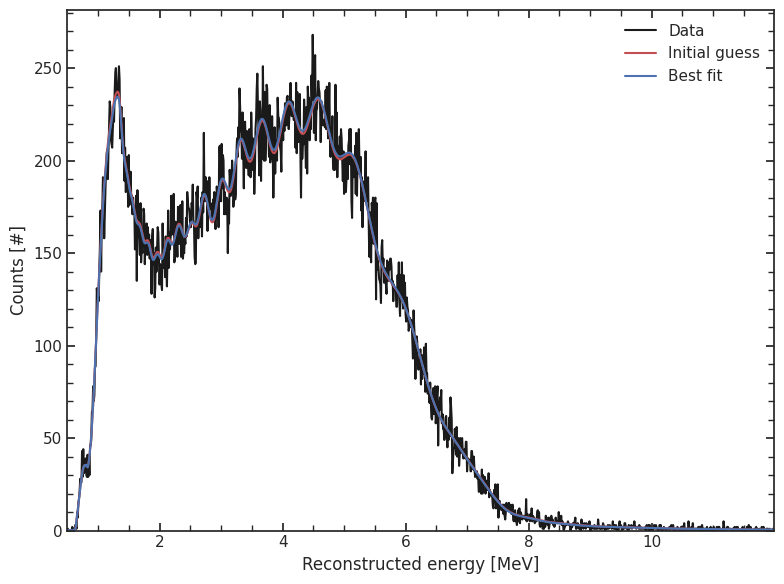 Data
Initial guess
Best fit
250
200
150
100
50
0
2 4 6 8 10
Counts [#]
Reconstructed energy [MeV]